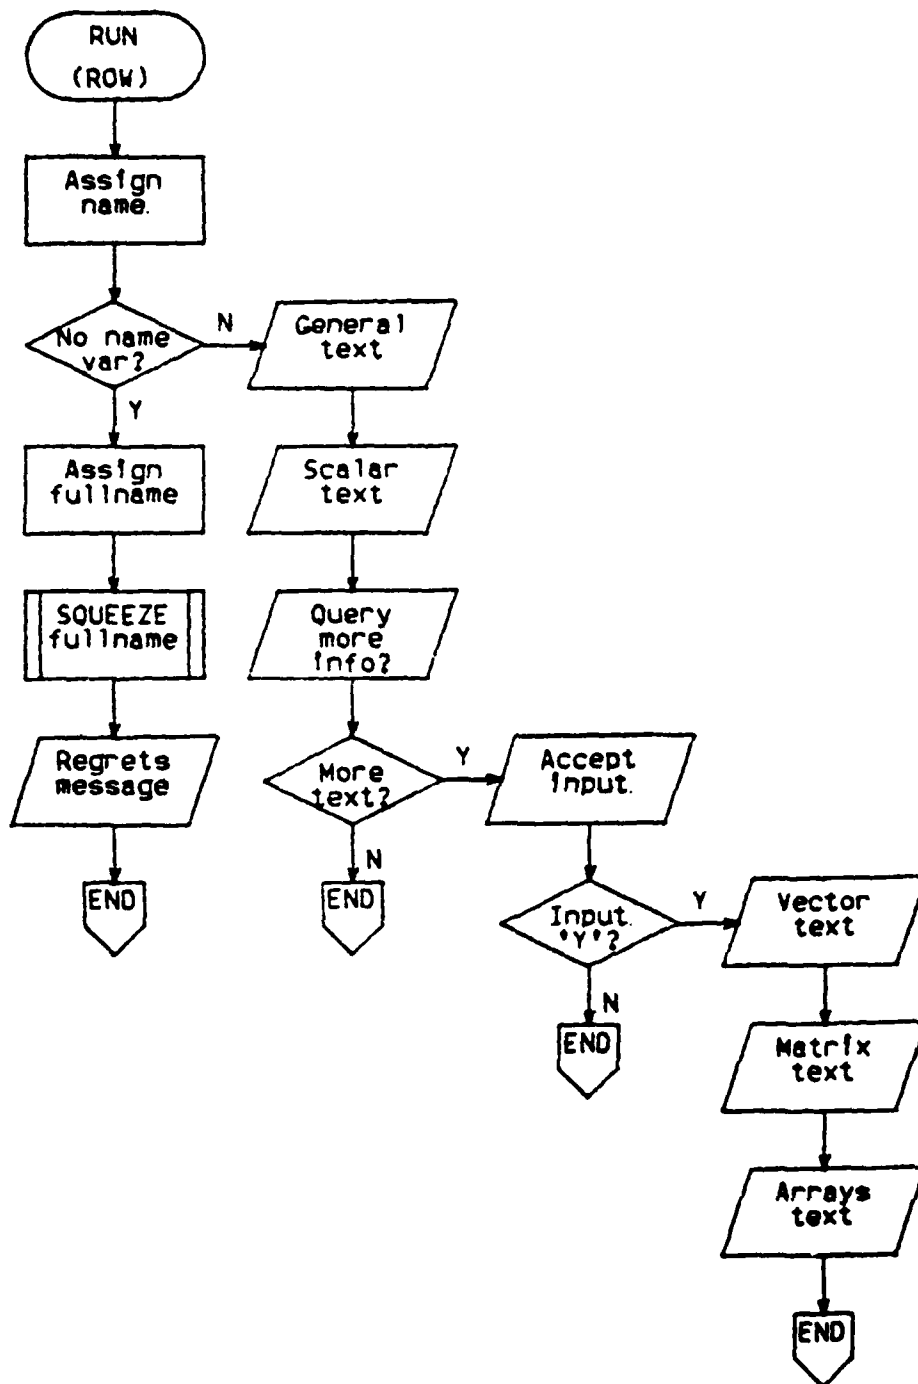 RUN
(ROW)
Assign
name.
No name
var?
N
Y
General
text
Assign
fullname
Scalar
text
SQUEEZE
fullname
Query
more
info?
Regrets
message
More
text?
Y
N
Accept
input.
END
END
Input
'Y'?
Y
N
Vector
text
END
Matrix
text
Arrays
text
END